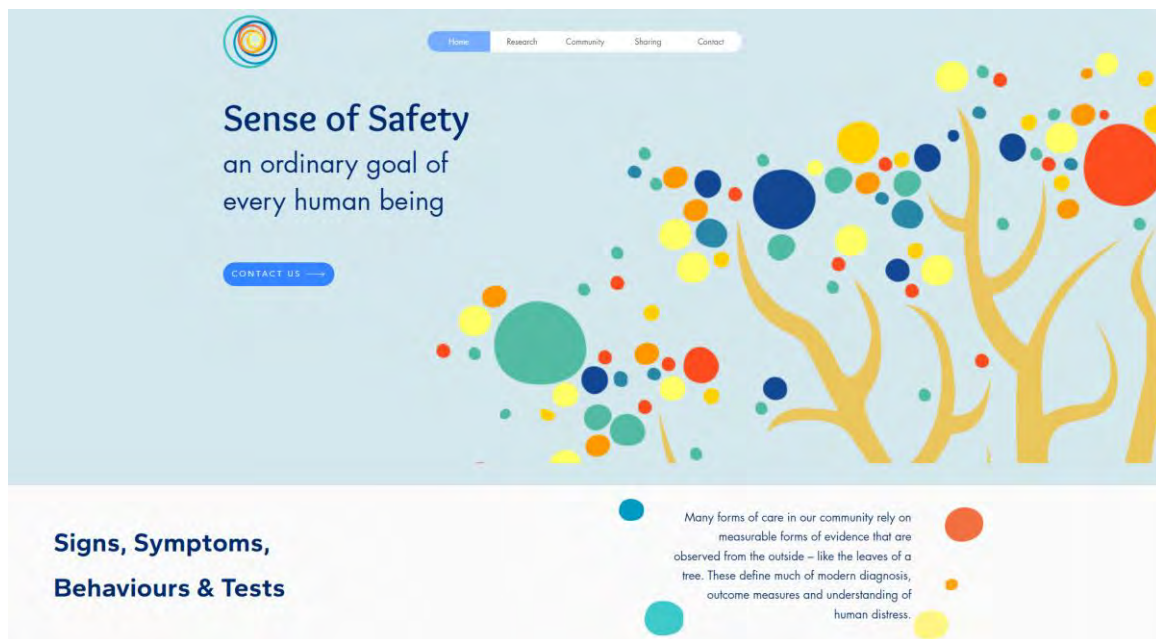 Home Research Community Sharing Contact
Sense of Safety
an ordinary goal of
every human being
CONTACT US
Signs, Symptoms,
Behaviours & Tests
Many forms of care in our community rely on
measurable forms of evidence that are
observed from the outside – like the leaves of a
tree. These define much of modern diagnosis,
outcome measures and understanding of
human distress.